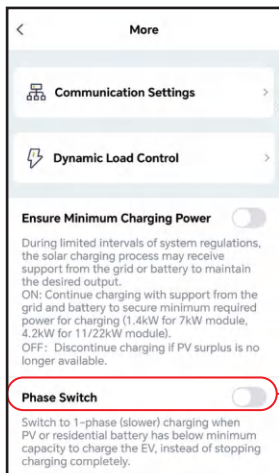 More
Communication Settings
Dynamic Load Control
Ensure Minimum Charging Power
During limited intervals of system regulations,
the solar charging process may receive
support from the grid or battery to maintain
the desired output.
ON: Continue charging with support from the
grid and battery to secure minimum required
power for charging (1.4kW for 7kW module,
4.2kW for 11/22kW module).
OFF: Discontinue charging if PV surplus is no
longer available.
Phase Switch
Switch to 1-phase (slower) charging when
PV or residential battery has below minimum
capacity to charge the EV, instead of stopping
charging completely.